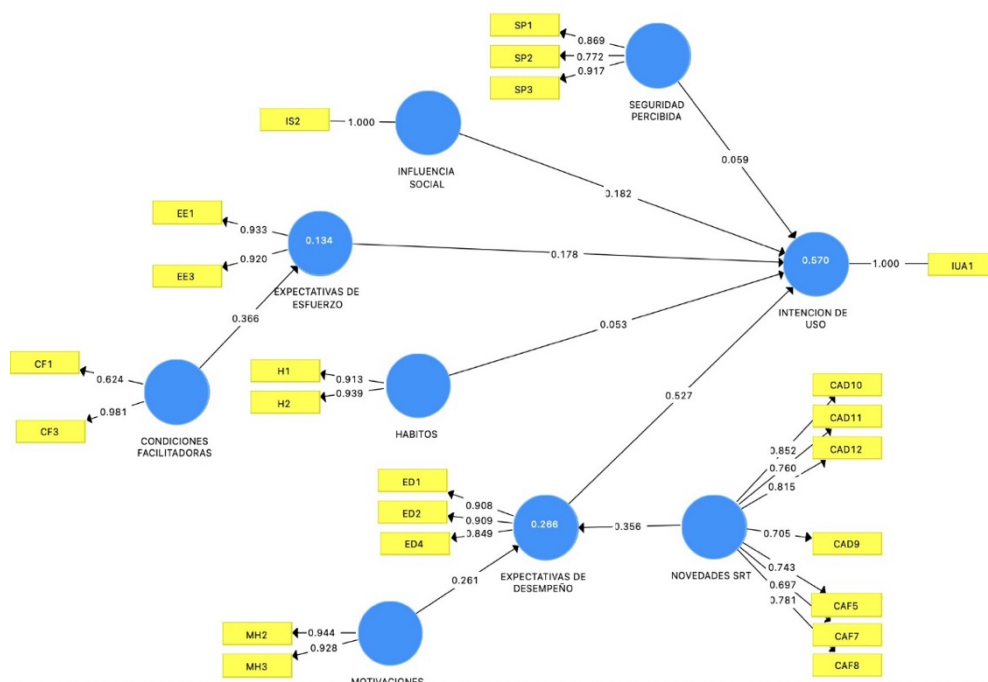 SP1
0.869
SP2
0.772
0.917
SP3
SEGURIDAD
PERCIBIDA
IS2
1.000
INFLUENCIA
SOCIAL
0.059
0.182
EE1
0.933
0.134
0.920
EE3
EXPECTATIVAS DE
ESFUERZO
0.178
0.570
1.000
IUA1
INTENCION DE
USO
0.366
0.053
CF1
0.624
0.981
CF3
CONDICIONES
FACILITADORAS
H1
0.913
H2
0.939
HABITOS
0.527
CAD10
CAD11
CAD12
0.852
0.760
0.815
ED1
0.908
ED2
0.909
0.849
ED4
0.266
EXPECTATIVAS DE
DESEMPEÑO
0.356
NOVEDADES SRT
0.705
CAD9
0.743
0.697
0.781
CAF5
CAF7
CAF8
0.261
MH2
0.944
0.928
MH3
MOTIVACIONES